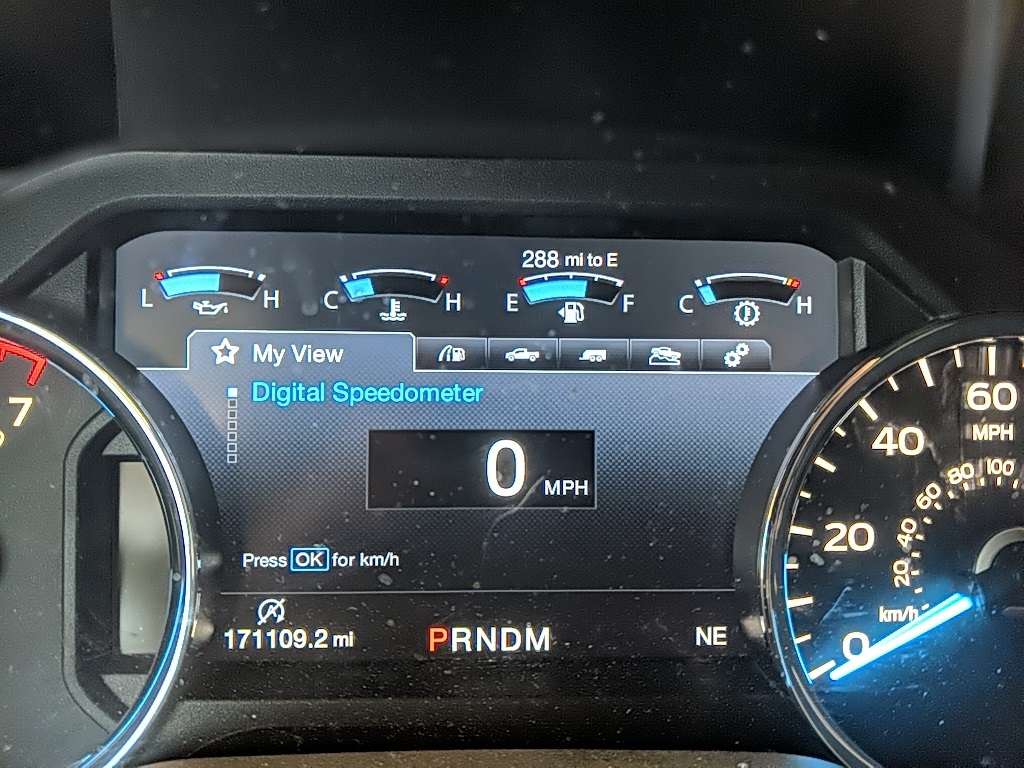 288 mi to E
L H C H E F C H
My View
Digital Speedometer
0 MPH
Press OK for km/h
171109.2 mi
PRNDM
NE
7
60
MPH
40
20
0
100
80
60
40
20
km/h